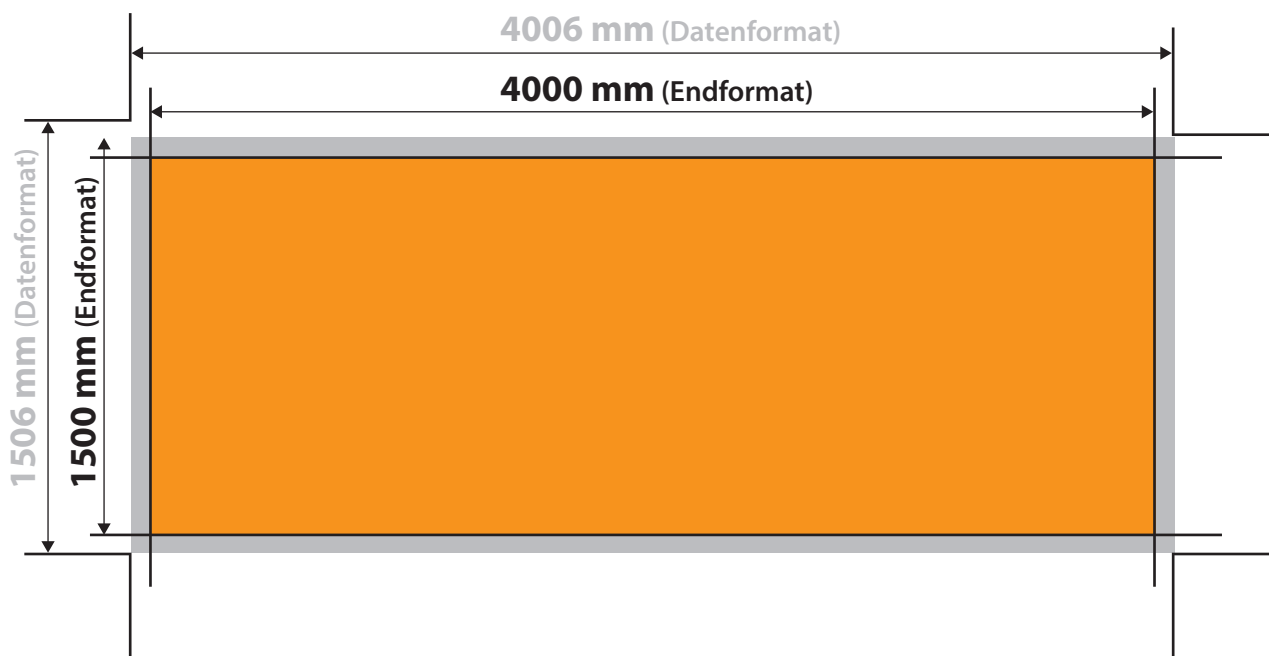 4006 mm (Datenformat)
4000 mm (Endformat)
1506 mm (Datenformat)
1500 mm (Endformat)